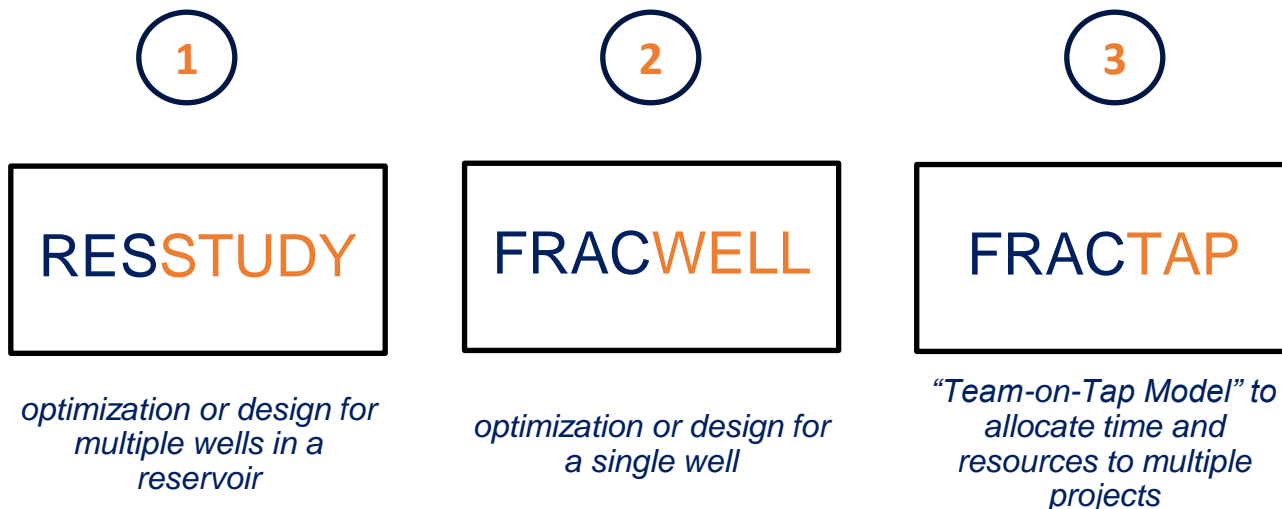 1
RESSTUDY
optimization or design for
multiple wells in a
reservoir
2
FRACWELL
optimization or design for
a single well
3
FRACTAP
“Team-on-Tap Model” to
allocate time and
resources to multiple
projects